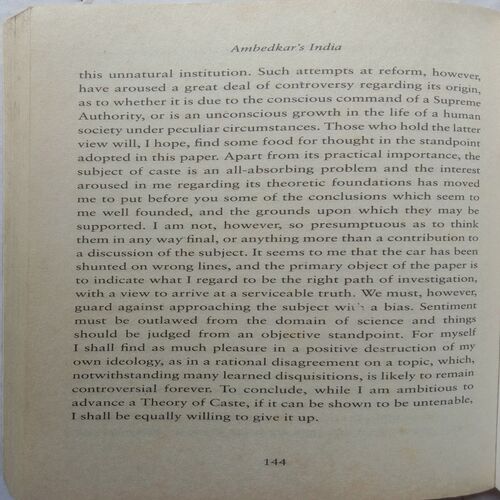 Ambedkar's India
this unnatural institution. Such attempts at reform, however,
have aroused a great deal of controversy regarding its origin,
as to whether it is due to the conscious command of a Supreme
Authority, or is an unconscious growth in the life of a human
society under peculiar circumstances. Those who hold the latter
view will, I hope, find some food for thought in the standpoint
adopted in this paper. Apart from its practical importance, the
subject of caste is an all-absorbing problem and the interest
aroused in me regarding its theoretic foundations has moved
me to put before you some of the conclusions which seem to
me well founded, and the grounds upon which they may be
supported. I am not, however, so presumptuous as to think
them in any way final, or anything more than a contribution to
a discussion of the subject. It seems to me that the car has been
shunted on wrong lines, and the primary object of the paper is
to indicate what I regard to be the right path of investigation,
with a view to arrive at a serviceable truth. We must, however,
guard against approaching the subject with a bias. Sentiment
must be outlawed from the domain of science and things
should be judged from an objective standpoint. For myself
I shall find as much pleasure in a positive destruction of my
own ideology, as in a rational disagreement on a topic, which,
notwithstanding many learned disquisitions, is likely to remain
controversial forever. To conclude, while I am ambitious to
advance a Theory of Caste, if it can be shown to be untenable,
I shall be equally willing to give it up.
144